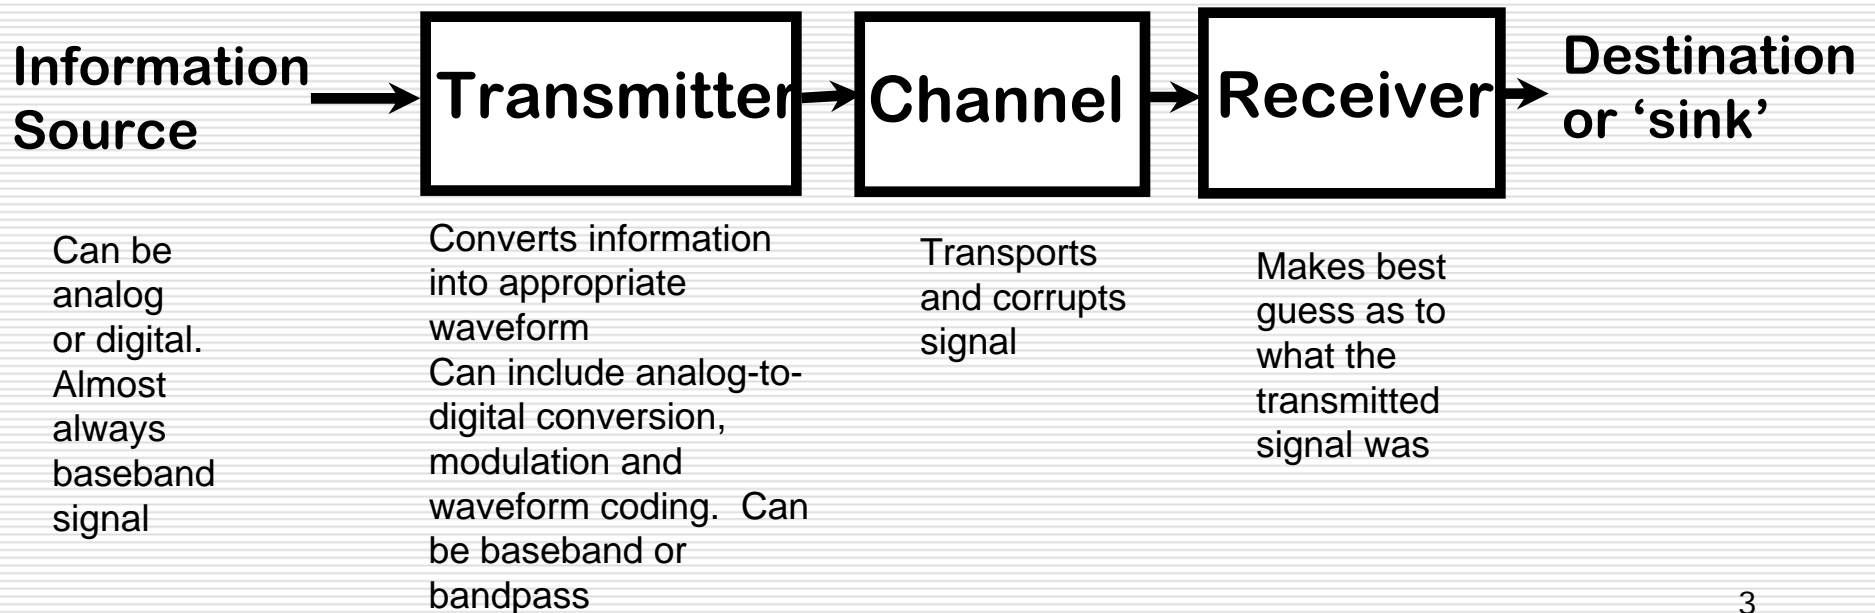 Information
Source
Transmitter
Channel
Receiver
Destination
or ‘sink’
Can be
analog
or digital.
Almost
always
baseband
signal
Converts information
into appropriate
waveform
Can include analog-to-
digital conversion,
modulation and
waveform coding.  Can
be baseband or
bandpass
Transports
and corrupts
signal
Makes best
guess as to
what the
transmitted
signal was
3